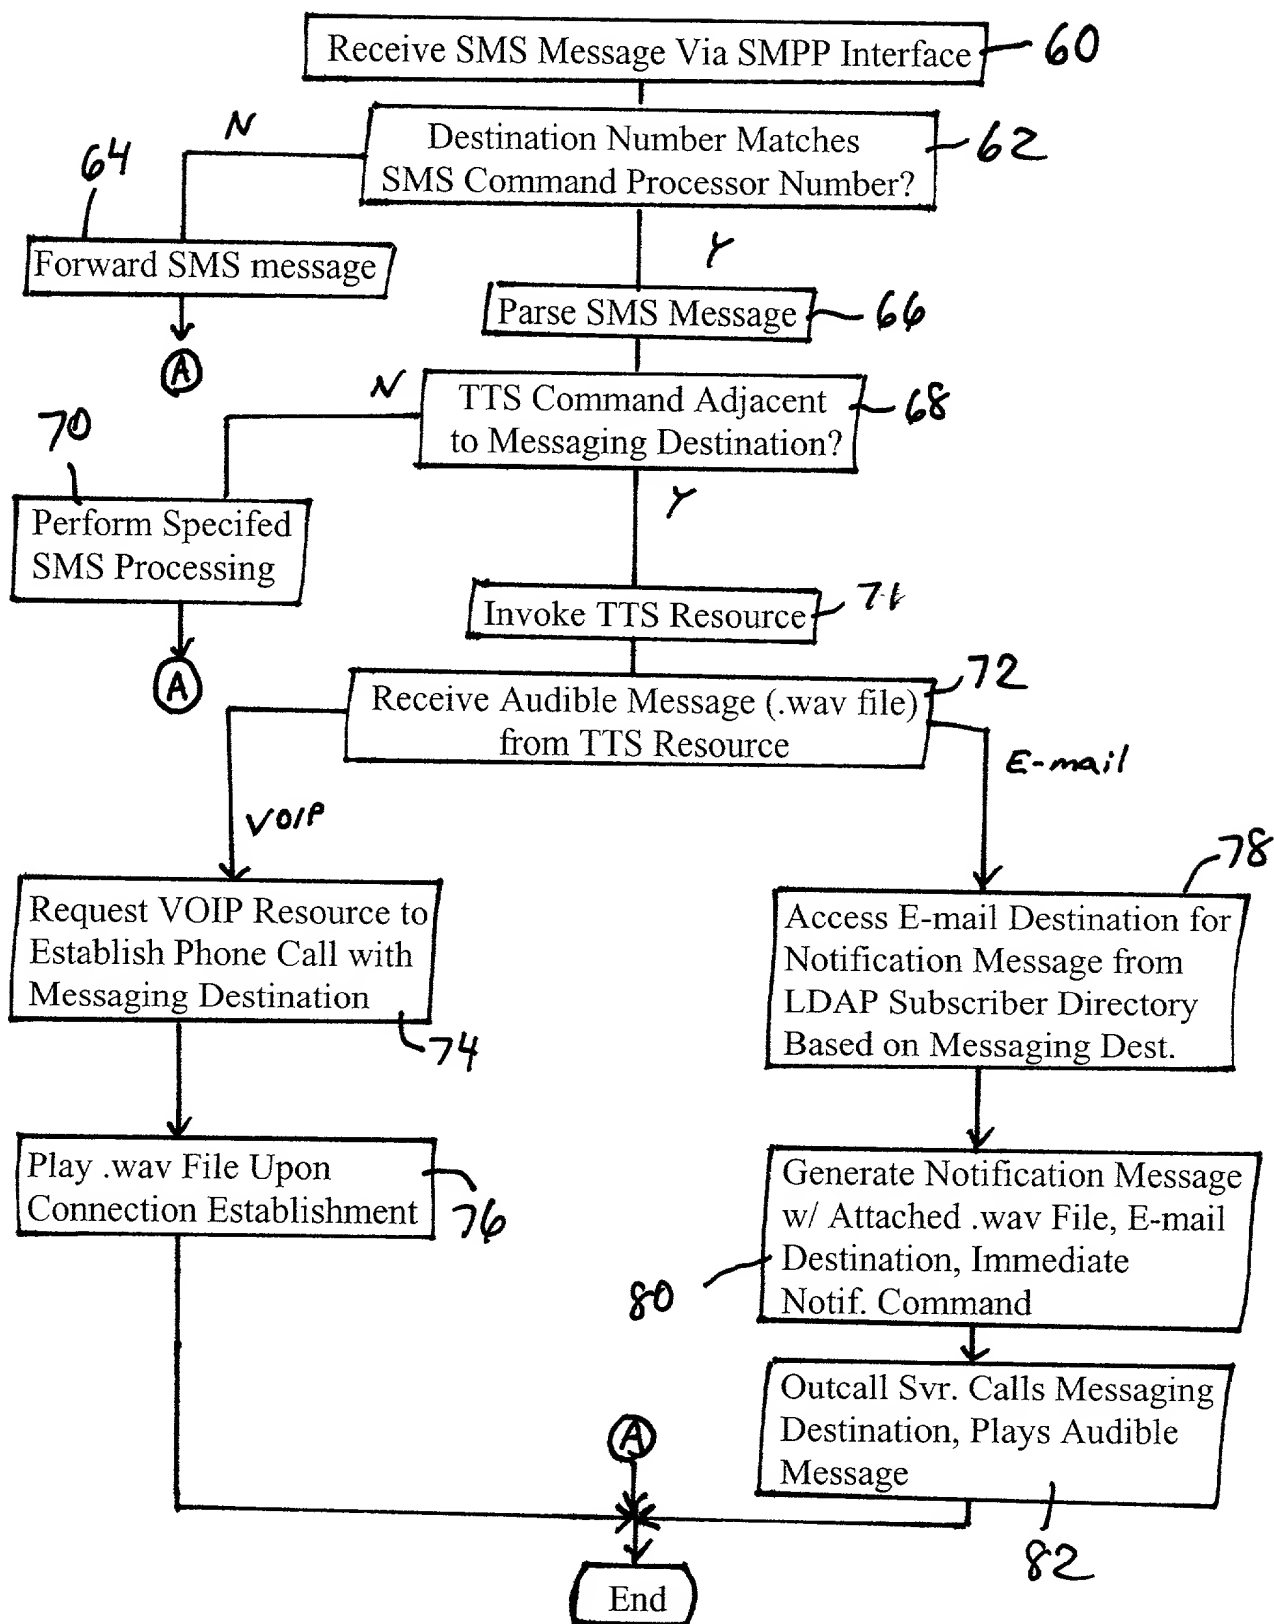 Receive SMS Message Via SMPP Interface
60
N
Destination Number Matches
SMS Command Processor Number?
62
64
Forward SMS message
Y
A
Parse SMS Message
66
N
TTS Command Adjacent
to Messaging Destination?
68
70
Perform Specifed
SMS Processing
Y
A
Invoke TTS Resource
71
Receive Audible Message (.wav file)
from TTS Resource
72
VOIP
E-mail
Request VOIP Resource to
Establish Phone Call with
Messaging Destination
74
78
Access E-mail Destination for
Notification Message from
LDAP Subscriber Directory
Based on Messaging Dest.
Play .wav File Upon
Connection Establishment
76
Generate Notification Message
w/ Attached .wav File, E-mail
Destination, Immediate
Notif. Command
80
Outcall Svr. Calls Messaging
Destination, Plays Audible
Message
82
A
End